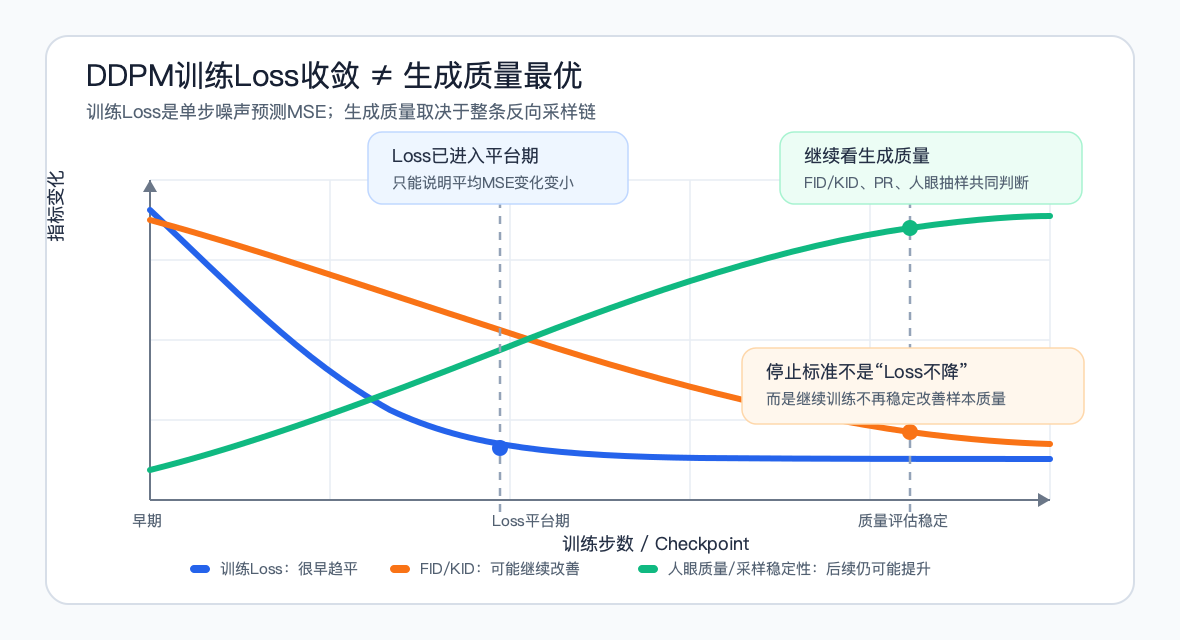 DDPM训练Loss收敛 ≠ 生成质量最优
训练Loss是单步噪声预测MSE；生成质量取决于整条反向采样链
Loss已进入平台期
只能说明平均MSE变化变小
继续看生成质量
FID/KID、PR、人眼抽样共同判断
指标变化
停止标准不是“Loss不降”
而是继续训练不再稳定改善样本质量
早期
Loss平台期
质量评估稳定
训练步数 / Checkpoint
训练Loss：很早趋平
FID/KID：可能继续改善
人眼质量/采样稳定性：后续仍可能提升